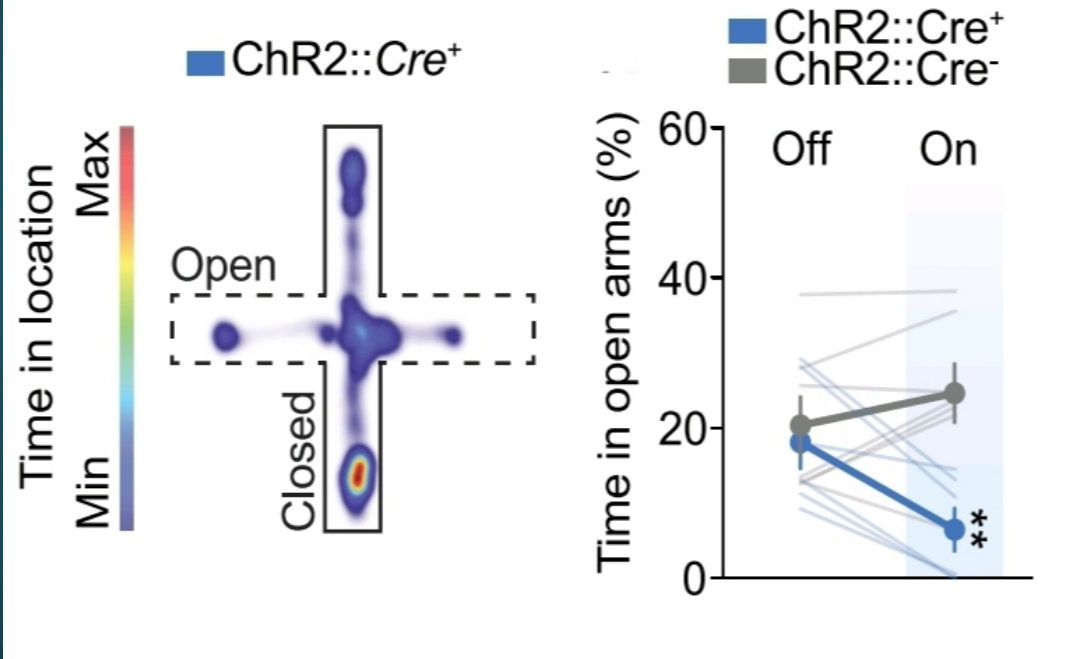 ChR2::Cre⁺
Max
Time in location
Min
Open
Closed
ChR2::Cre⁺
ChR2::Cre⁻
Time in open arms (%)
60
40
20
0
Off
On
**